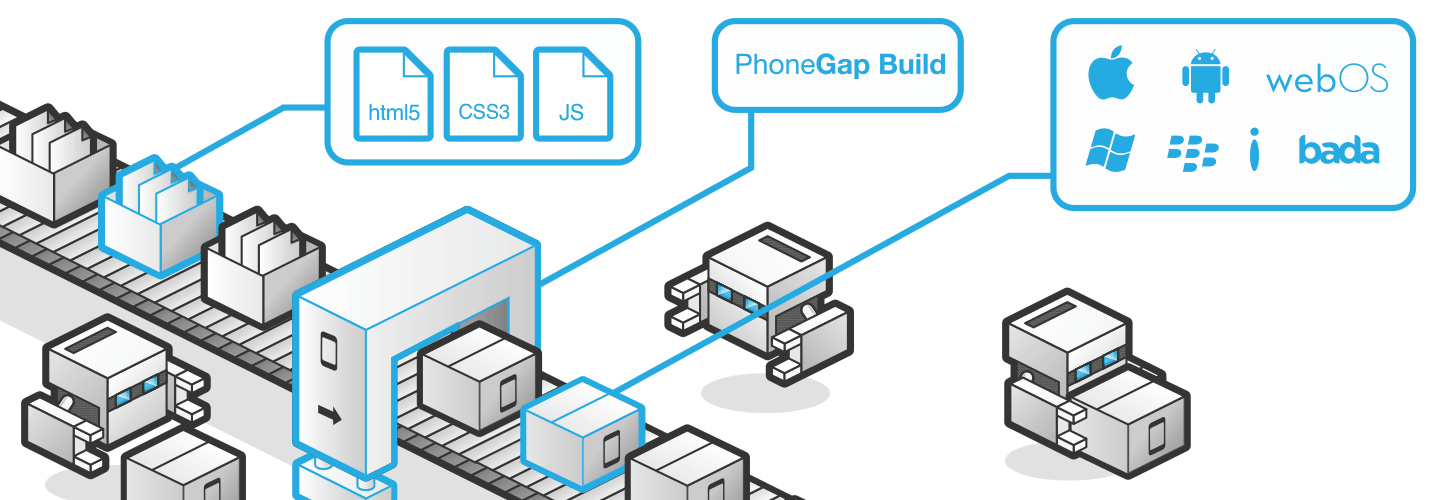 html5
CSS3
JS
PhoneGap Build
webOS
bada